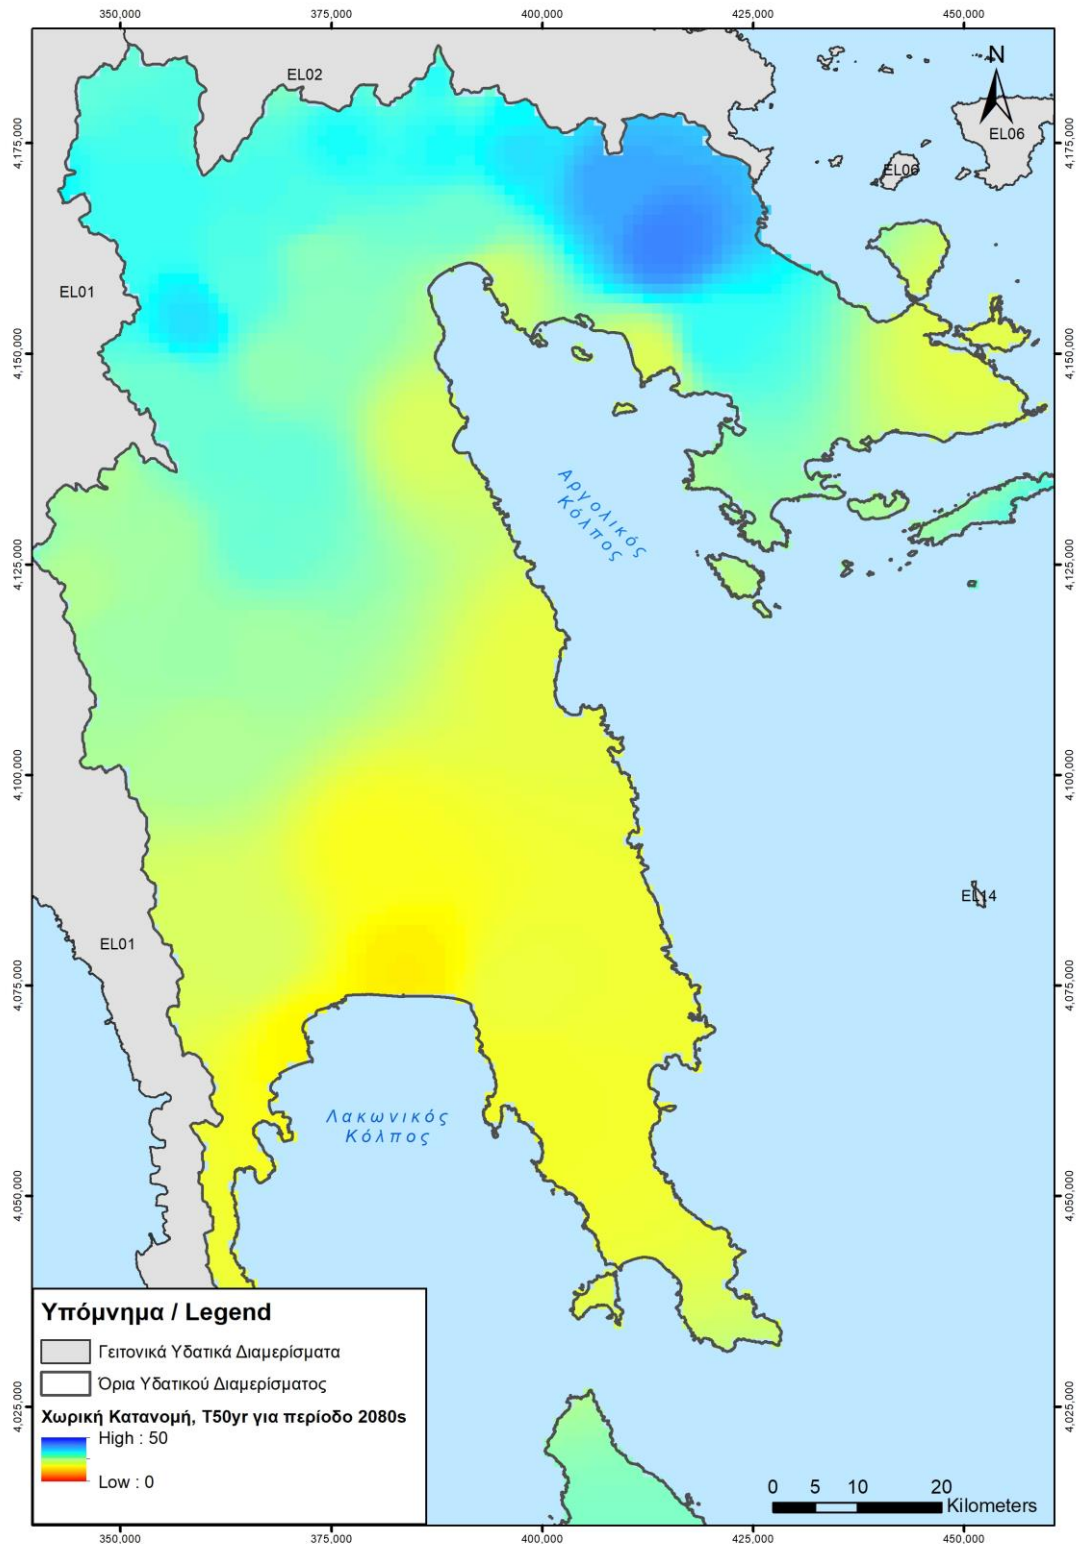 350,000 375,000 400,000 425,000 450,000
N
EL02
4,175,000 4,175,000
EL06
EL06
EL01
4,150,000 4,150,000
Αργολικός
Κόλπος
4,125,000 4,125,000
4,100,000 4,100,000
EL14
EL01
4,075,000 4,075,000
Λακωνικός
Κόλπος
4,050,000 4,050,000
Υπόμνημα / Legend
Γειτονικά Υδατικά Διαμερίσματα
Όρια Υδατικού Διαμερίσματος
Χωρική Κατανομή, T50yr για περίοδο 2080s
High : 50
Low : 0
4,025,000 4,025,000
0 5 10 20
Kilometers
350,000 375,000 400,000 425,000 450,000